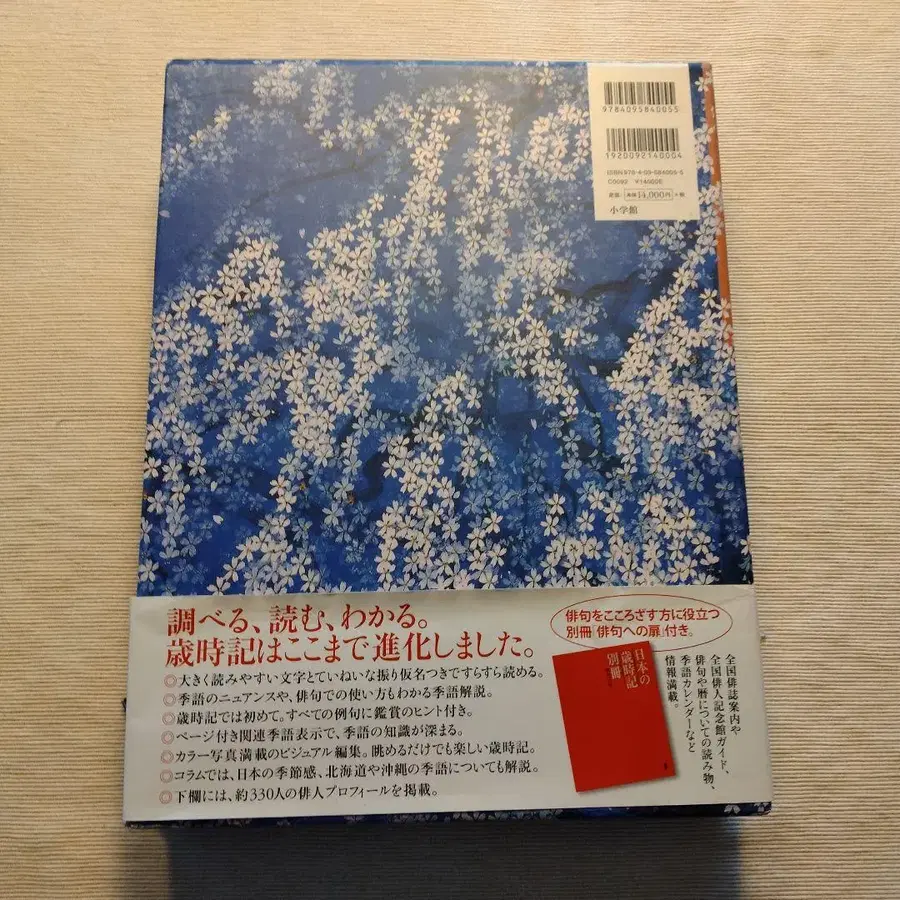 9784095840055
1920092140004
ISBN978-4-09-584005-5
C0092 ¥14000E
定価:本体14,000円+税
小学館
調べる、読む、わかる。
歳時記はここまで進化しました。
◎大きく読みやすい文字とていねいな振り仮名つきですらすら読める。
◎季語のニュアンスや、俳句での使い方もわかる季語解説。
◎歳時記では初めて。すべての例句に鑑賞のヒント付き。
◎ページ付き関連季語表示で、季語の知識が深まる。
◎カラー写真満載のビジュアル編集。眺めるだけでも楽しい歳時記。
◎コラムでは、日本の季節感、北海道や沖縄の季語についても解説。
◎下欄には、約330人の俳人プロフィールを掲載。
俳句をこころざす方に役立つ
別冊「俳句への扉」付き。
日本の
歳時記
別冊
全国俳誌案内や
全国俳人記念館ガイド、
俳句や暦についての読み物、
季語カレンダーなど
情報満載。